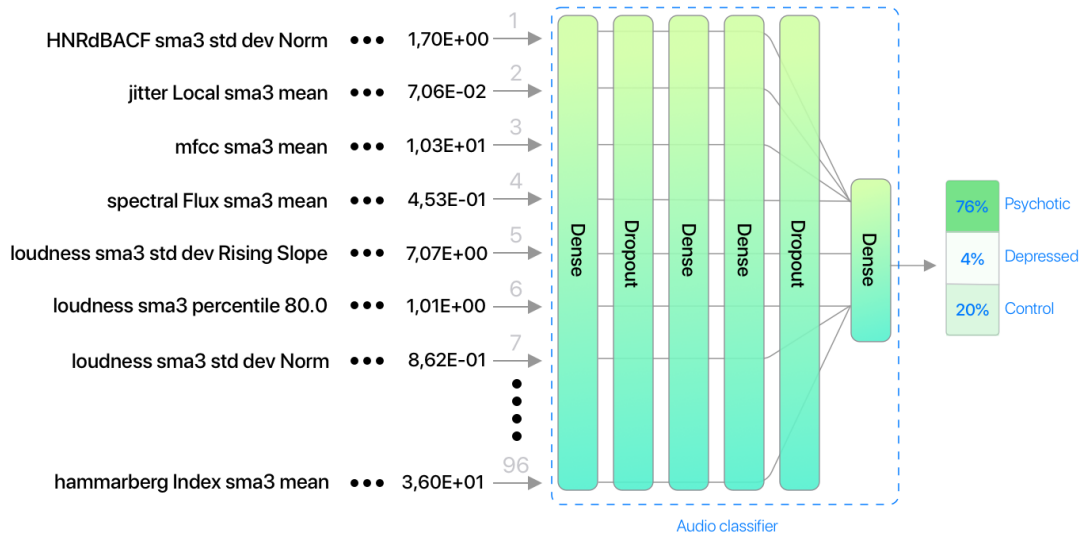 HNRdBACF sma3 std dev Norm ••• 1,70E+00 1
jitter Local sma3 mean ••• 7,06E-02 2
mfcc sma3 mean ••• 1,03E+01 3
spectral Flux sma3 mean ••• 4,53E-01 4
loudness sma3 std dev Rising Slope ••• 7,07E+00 5
loudness sma3 percentile 80.0 ••• 1,01E+00 6
loudness sma3 std dev Norm ••• 8,62E-01 7
hammarberg Index sma3 mean ••• 3,60E+01 96
Dense
Dropout
Dense
Dense
Dropout
Dense
76% Psychotic
4% Depressed
20% Control
Audio classifier